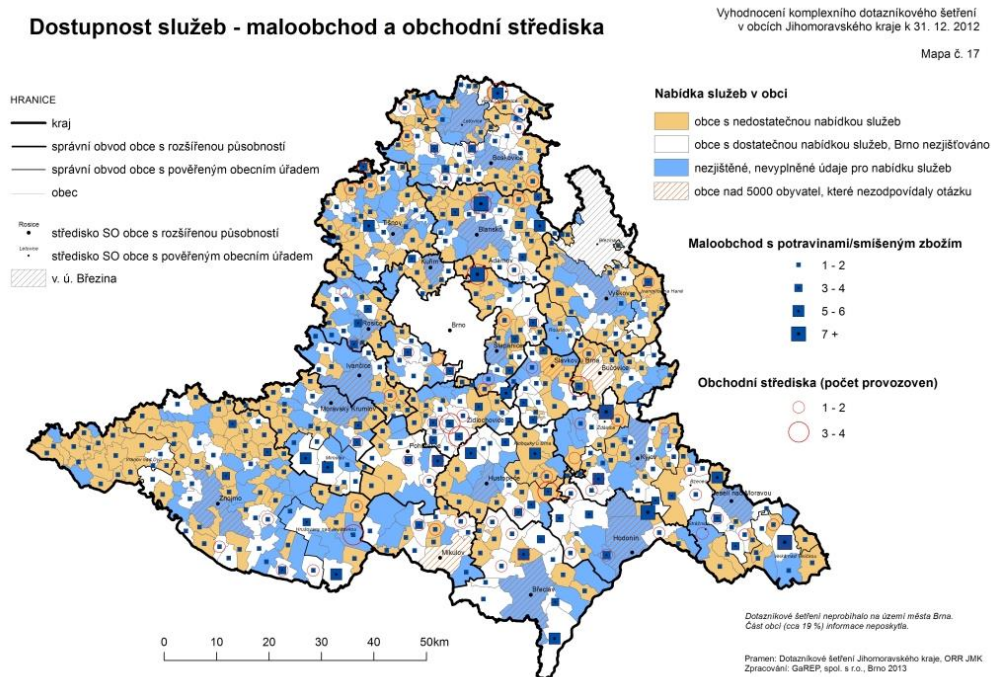 Dostupnost služeb - maloobchod a obchodní střediska
Vyhodnocení komplexního dotazníkového šetření
v obcích Jihomoravského kraje k 31. 12. 2012
Mapa č. 17
HRANICE
kraj
správní obvod obce s rozšířenou působností
správní obvod obce s pověřeným obecním úřadem
obec
Rosice
středisko SO obce s rozšířenou působností
Letovice
středisko SO obce s pověřeným obecním úřadem
v. ú. Březina
Nabídka služeb v obci
obce s nedostatečnou nabídkou služeb
obce s dostatečnou nabídkou služeb, Brno nezjišťováno
nezjištěné, nevyplněné údaje pro nabídku služeb
obce nad 5000 obyvatel, které nezodpovídaly otázku
Maloobchod s potravinami/smíšeným zbožím
1 - 2
3 - 4
5 - 6
7 +
Obchodní střediska (počet provozoven)
1 - 2
3 - 4
Letovice
Boskovice
Tišnov
Blansko
Adamov
Kuřim
Březina
Vyškov
Brno
Rosice
Ivančice
Šlapanice
Slavkov u Brna
Bučovice
Moravský Krumlov
Židlochovice
Ždánice
Kyjov
Miroslav
Hustopeče
Znojmo
Veselí nad Moravou
Hodonín
Mikulov
Břeclav
0 10 20 30 40 50km
Dotazníkové šetření neprobíhalo na území města Brna.
Část obcí (cca 19 %) informace neposkytla.
Pramen: Dotazníkové šetření Jihomoravského kraje, ORR JMK
Zpracování: GaREP, spol. s r.o., Brno 2013